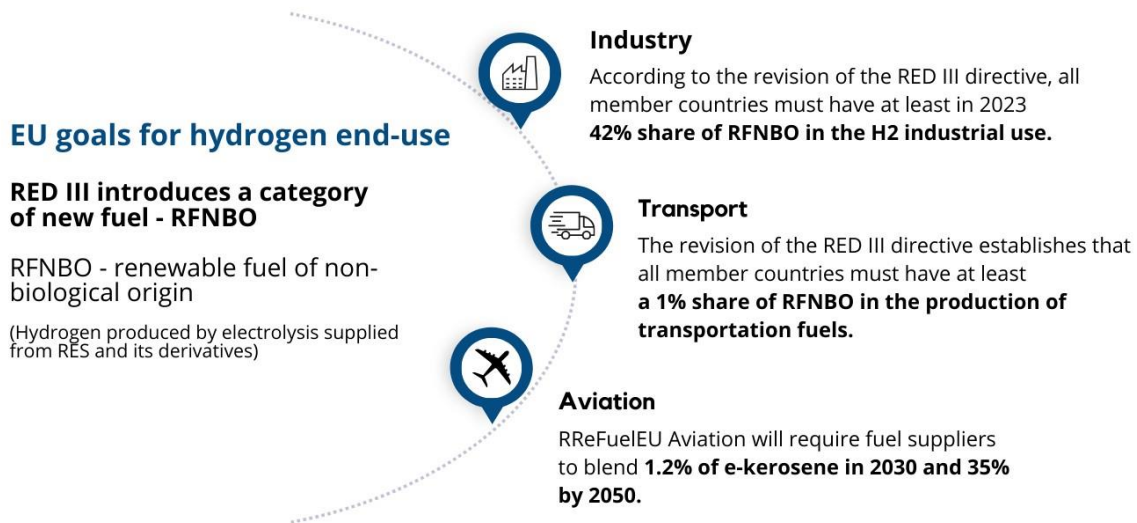 EU goals for hydrogen end-use
RED III introduces a category
of new fuel - RFNBO
RFNBO - renewable fuel of non-
biological origin
(Hydrogen produced by electrolysis supplied
from RES and its derivatives)
Industry
According to the revision of the RED III directive, all
member countries must have at least in 2023
42% share of RFNBO in the H2 industrial use.
Transport
The revision of the RED III directive establishes that
all member countries must have at least
a 1% share of RFNBO in the production of
transportation fuels.
Aviation
RReFuelEU Aviation will require fuel suppliers
to blend 1.2% of e-kerosene in 2030 and 35%
by 2050.